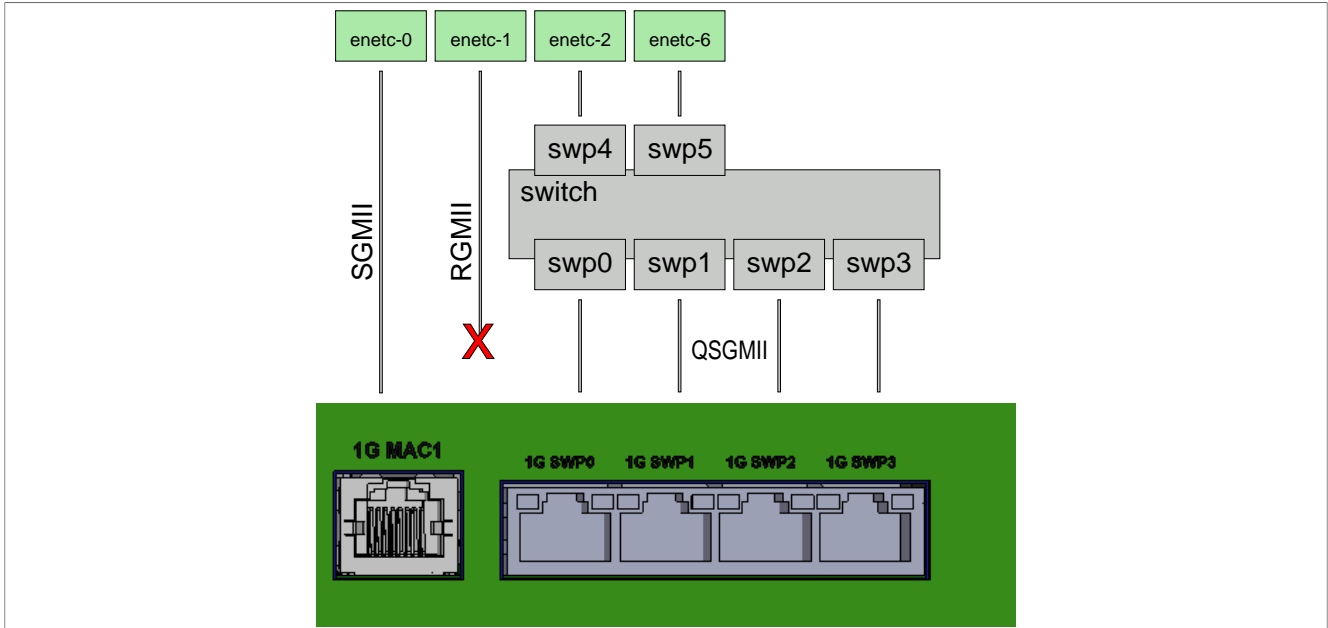 enetc-0 enetc-1 enetc-2 enetc-6
swp4 swp5
switch
SGMII RGMII
swp0 swp1 swp2 swp3
X
QSGMII
1G MAC1
1G SWP0 1G SWP1 1G SWP2 1G SWP3